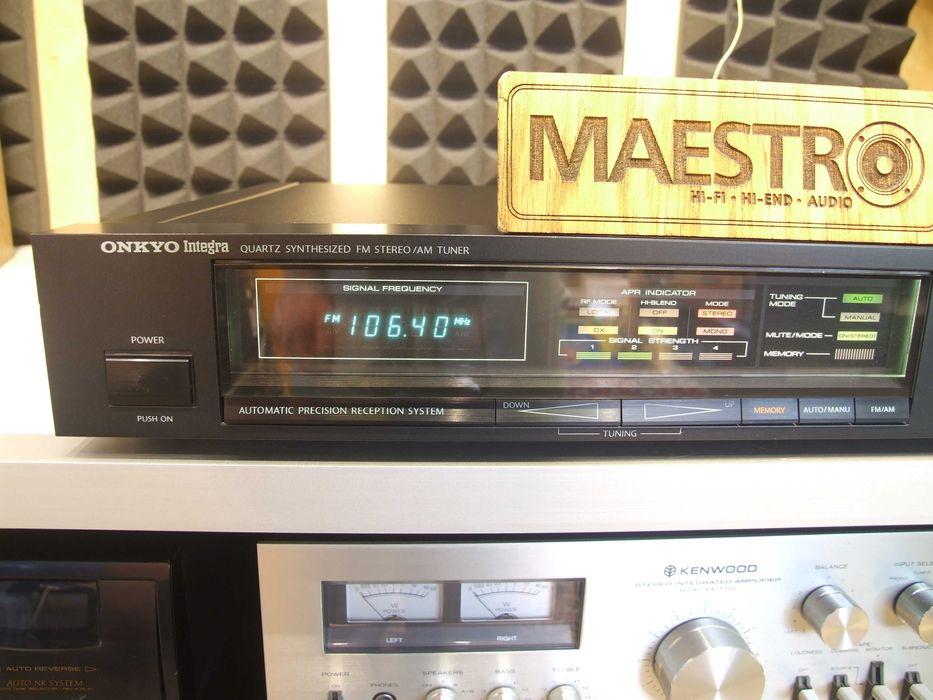 MAESTRO
HI-FI · HI-END · AUDIO
ONKYO Integra QUARTZ SYNTHESIZED FM STEREO/AM TUNER
SIGNAL FREQUENCY
FM 106.40 MHz
APR INDICATOR
RF MODE HI-BLEND MODE
LOCAL OFF STEREO
DX ON MONO
SIGNAL STRENGTH
1 2 3 4
TUNING MODE
AUTO
MANUAL
MUTE/MODE ON(STEREO)
MEMORY
POWER
PUSH ON
AUTOMATIC PRECISION RECEPTION SYSTEM
DOWN UP
TUNING
MEMORY AUTO/MANU FM/AM
KENWOOD
STEREO INTEGRATED AMPLIFIER
W POWER W POWER
LEFT RIGHT
BALANCE
POWER PHONES SPEAKERS BASS
LOUDNESS
MONITOR
AUTO REVERSE
AUTO NR SYSTEM